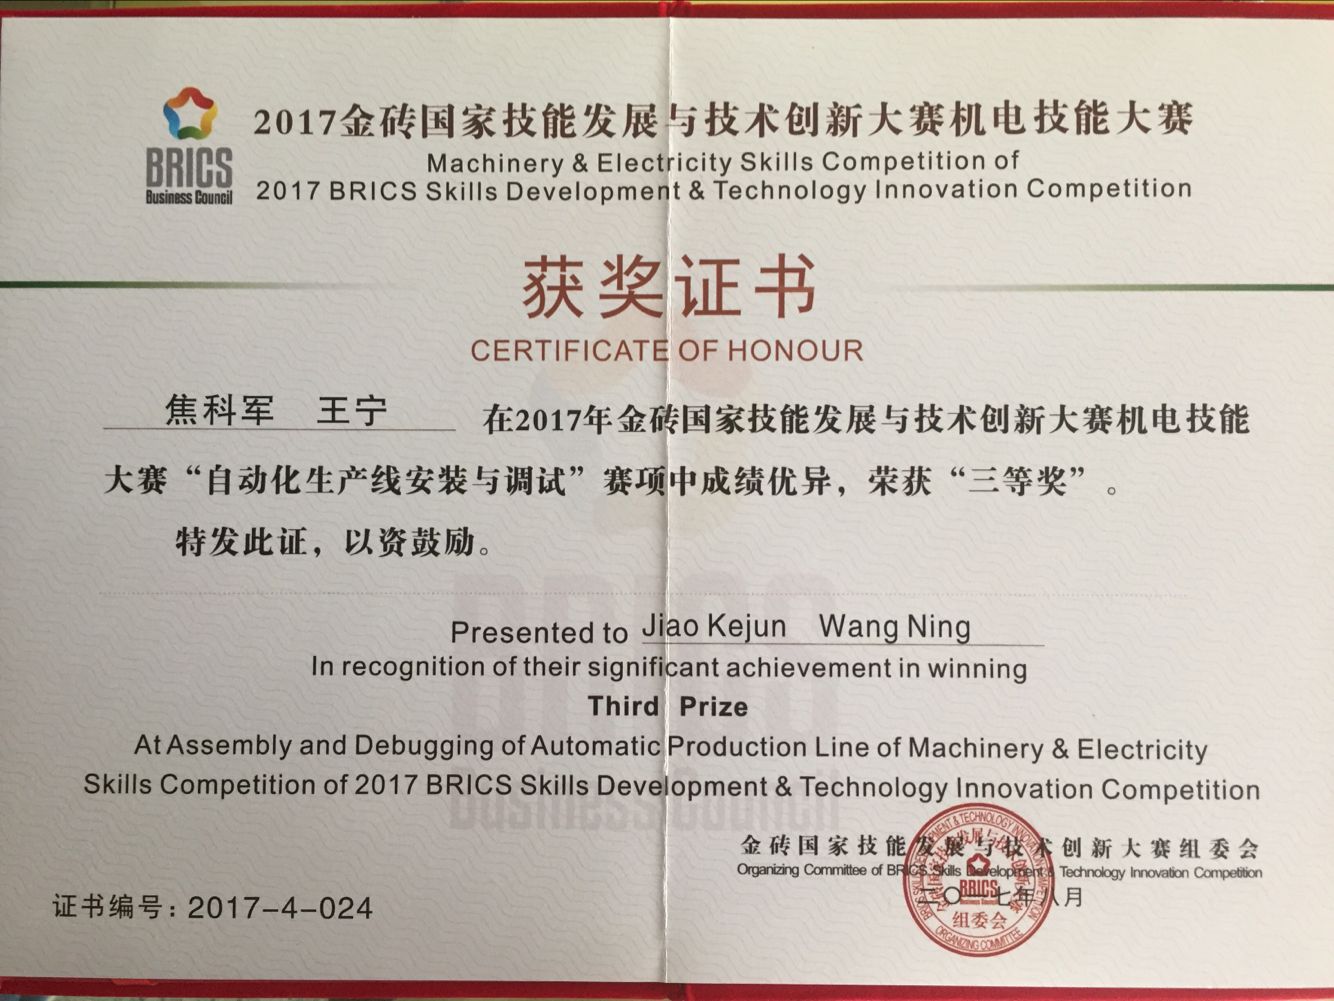 BRICS
Business Council
2017金砖国家技能发展与技术创新大赛机电技能大赛
Machinery & Electricity Skills Competition of
2017 BRICS Skills Development & Technology Innovation Competition
获奖证书
CERTIFICATE OF HONOUR
焦科军 王宁 在2017年金砖国家技能发展与技术创新大赛机电技能
大赛“自动化生产线安装与调试”赛项中成绩优异，荣获“三等奖”。
特发此证，以资鼓励。
Presented to Jiao Kejun Wang Ning
In recognition of their significant achievement in winning
Third Prize
At Assembly and Debugging of Automatic Production Line of Machinery & Electricity
Skills Competition of 2017 BRICS Skills Development & Technology Innovation Competition
BRICS
Business Council
金砖国家技能发展与技术创新大赛组委会
Organizing Committee of BRICS Skills Development & Technology Innovation Competition
二〇一七年八月
BRICS
组委会
ORGANIZING COMMITTEE
证书编号：2017-4-024